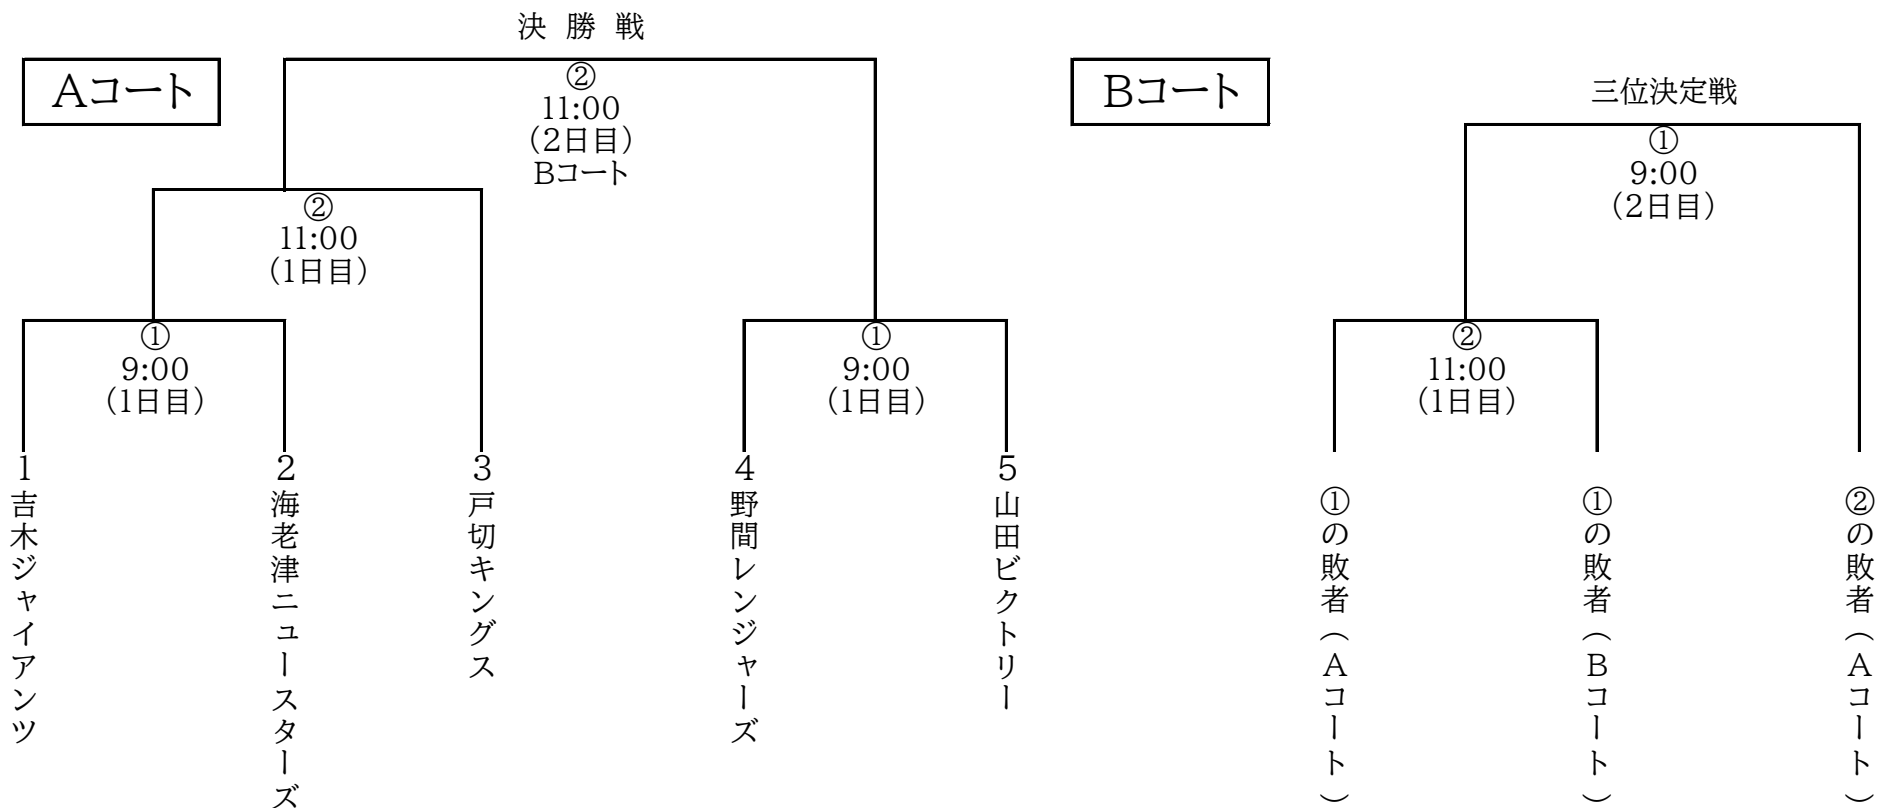 決勝戦
Aコート
②
11:00
(2日目)
Bコート
Bコート
三位決定戦
①
9:00
(2日目)
②
11:00
(1日目)
①
9:00
(1日目)
①
9:00
(1日目)
②
11:00
(1日目)
1 吉木ジャイアンツ
2 海老津ニュースターズ
3 戸切キングス
4 野間レンジャーズ
5 山田ビクトリー
①の敗者(Aコート)
①の敗者(Bコート)
②の敗者(Aコート)